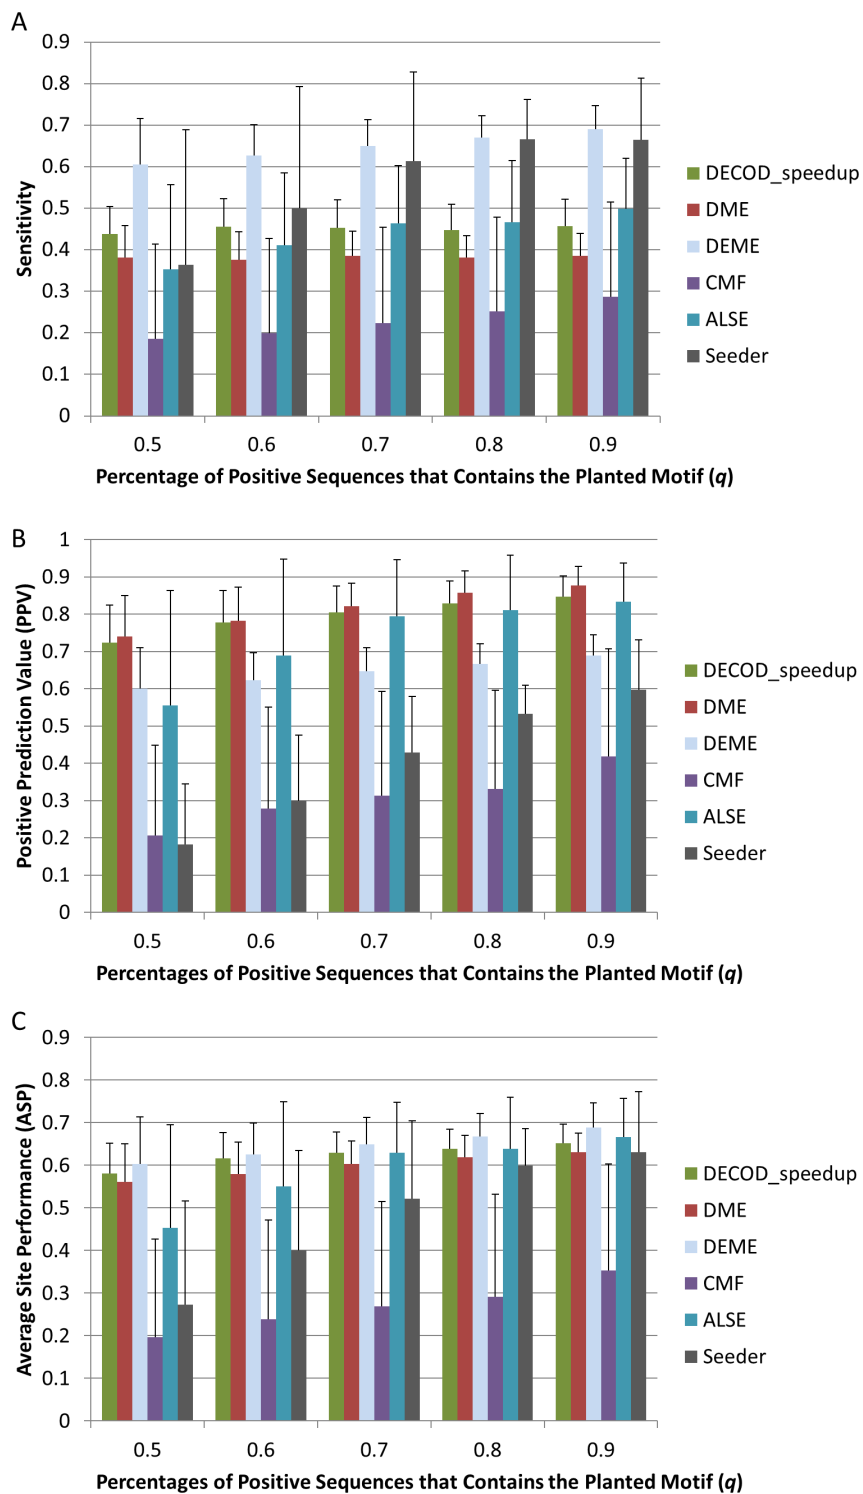 A
0.9
0.8
0.7
0.6
0.5
0.4
0.3
0.2
0.1
0
Sensitivity
0.5 0.6 0.7 0.8 0.9
Percentage of Positive Sequences that Contains the Planted Motif (q)
DECOD_speedup
DME
DEME
CMF
ALSE
Seeder
B
1
0.9
0.8
0.7
0.6
0.5
0.4
0.3
0.2
0.1
0
Positive Prediction Value (PPV)
0.5 0.6 0.7 0.8 0.9
Percentages of Positive Sequences that Contains the Planted Motif (q)
DECOD_speedup
DME
DEME
CMF
ALSE
Seeder
C
0.9
0.8
0.7
0.6
0.5
0.4
0.3
0.2
0.1
0
Average Site Performance (ASP)
0.5 0.6 0.7 0.8 0.9
Percentages of Positive Sequences that Contains the Planted Motif (q)
DECOD_speedup
DME
DEME
CMF
ALSE
Seeder